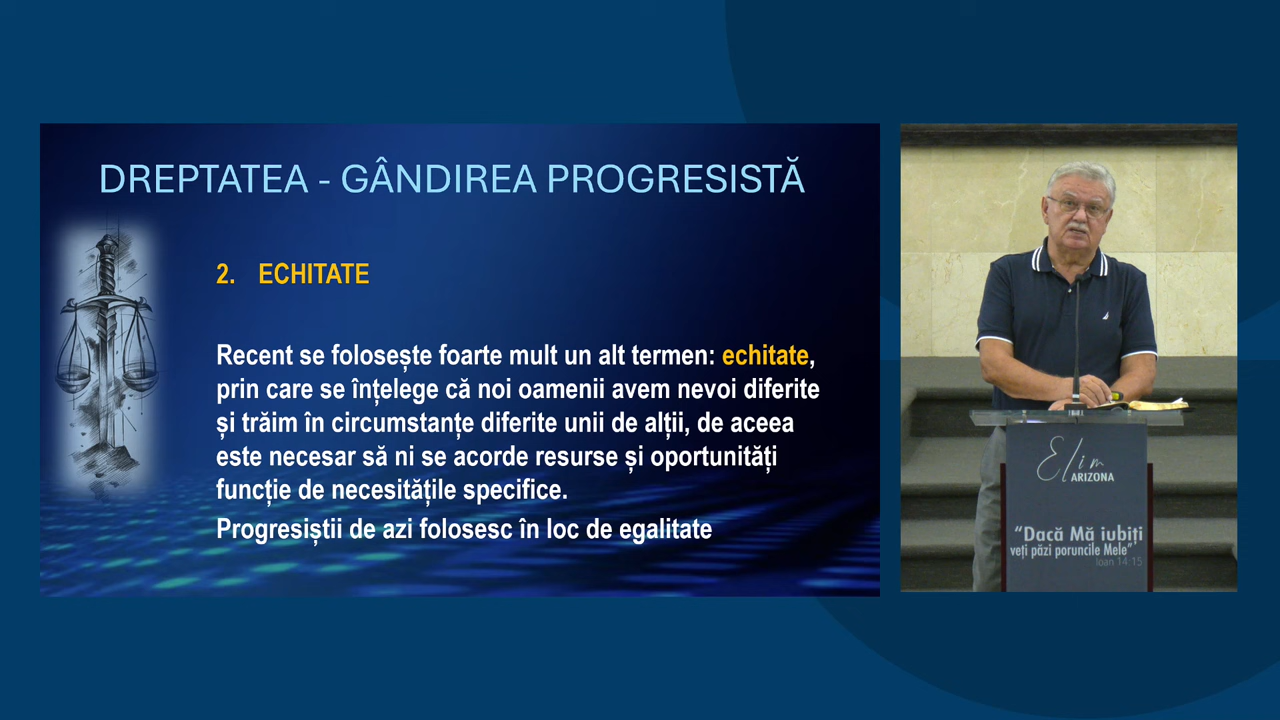 DREPTATEA - GÂNDIREA PROGRESISTĂ
2. ECHITATE
Recent se folosește foarte mult un alt termen: echitate,
prin care se înțelege că noi oamenii avem nevoi diferite
și trăim în circumstanțe diferite unii de alții, de aceea
este necesar să ni se acorde resurse și oportunități
funcție de necesitățile specifice.
Progresiștii de azi folosesc în loc de egalitate
Elim
ARIZONA
“Dacă Mă iubiți
veți păzi poruncile Mele”
Ioan 14:15